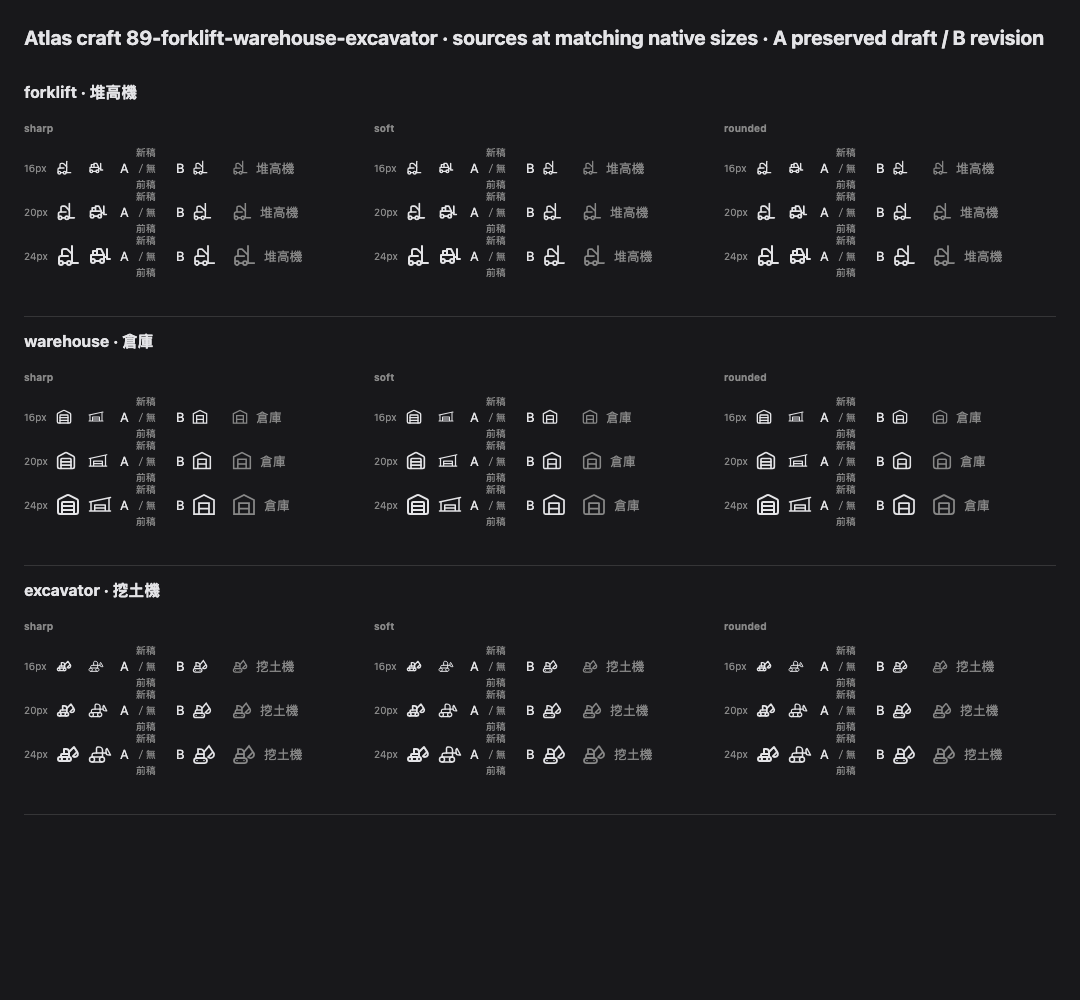 Atlas craft 89-forklift-warehouse-excavator · sources at matching native sizes · A preserved draft / B revision
forklift · 堆高機
sharp soft rounded
16px A 新稿 / 無前稿 B 堆高機 16px A 新稿 / 無前稿 B 堆高機 16px A 新稿 / 無前稿 B 堆高機
20px A 新稿 / 無前稿 B 堆高機 20px A 新稿 / 無前稿 B 堆高機 20px A 新稿 / 無前稿 B 堆高機
24px A 新稿 / 無前稿 B 堆高機 24px A 新稿 / 無前稿 B 堆高機 24px A 新稿 / 無前稿 B 堆高機
warehouse · 倉庫
sharp soft rounded
16px A 新稿 / 無前稿 B 倉庫 16px A 新稿 / 無前稿 B 倉庫 16px A 新稿 / 無前稿 B 倉庫
20px A 新稿 / 無前稿 B 倉庫 20px A 新稿 / 無前稿 B 倉庫 20px A 新稿 / 無前稿 B 倉庫
24px A 新稿 / 無前稿 B 倉庫 24px A 新稿 / 無前稿 B 倉庫 24px A 新稿 / 無前稿 B 倉庫
excavator · 挖土機
sharp soft rounded
16px A 新稿 / 無前稿 B 挖土機 16px A 新稿 / 無前稿 B 挖土機 16px A 新稿 / 無前稿 B 挖土機
20px A 新稿 / 無前稿 B 挖土機 20px A 新稿 / 無前稿 B 挖土機 20px A 新稿 / 無前稿 B 挖土機
24px A 新稿 / 無前稿 B 挖土機 24px A 新稿 / 無前稿 B 挖土機 24px A 新稿 / 無前稿 B 挖土機